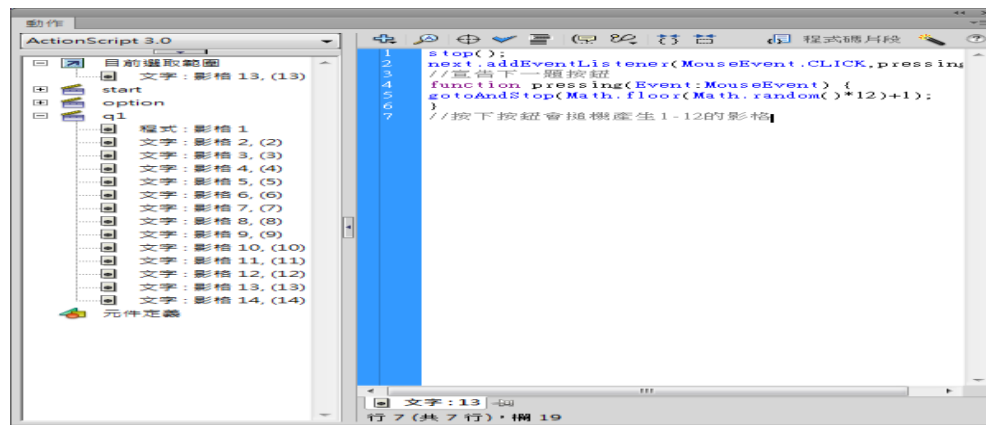 動作
ActionScript 3.0
目前選取範圍
文字:影格 13, (13)
start
option
q1
程式:影格 1
文字:影格 2, (2)
文字:影格 3, (3)
文字:影格 4, (4)
文字:影格 5, (5)
文字:影格 6, (6)
文字:影格 7, (7)
文字:影格 8, (8)
文字:影格 9, (9)
文字:影格 10, (10)
文字:影格 11, (11)
文字:影格 12, (12)
文字:影格 13, (13)
文字:影格 14, (14)
元件定義
程式碼片段
1 stop();
2 next.addEventListener(MouseEvent.CLICK,pressing
3 //宣告下一題按鈕
4 function pressing(Event:MouseEvent) {
5 gotoAndStop(Math.floor(Math.random()*12)+1);
6 }
7 //按下按鈕會隨機產生1-12的影格
文字:13
行 7 (共 7 行),欄 19